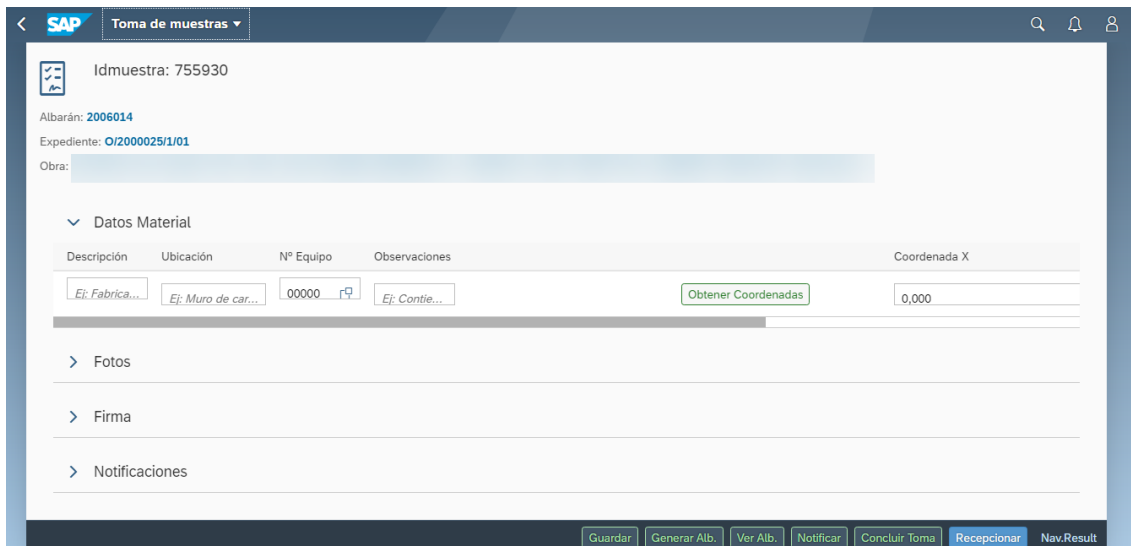 SAP Toma de muestras
Idmuestra: 755930
Albarán: 2006014
Expediente: O/2000025/1/01
Obra:
Datos Material
Descripción Ubicación Nº Equipo Observaciones Coordenada X
Ej: Fabrica... Ej: Muro de car... 00000 Ej: Contie... Obtener Coordenadas 0,000
Fotos
Firma
Notificaciones
Guardar Generar Alb. Ver Alb. Notificar Concluir Toma Recepcionar Nav.Result